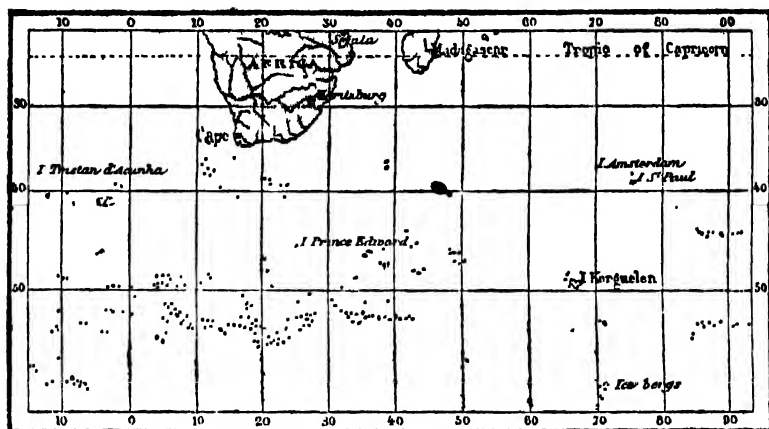 10 0 10 20 30 40 50 60 70 80 90
Sofala
AFRICA
Madagascar
Tropic of Capricorn
30 30
Cape
I Tristan d'Acunha
I Amsterdam
I St Paul
40 40
I Prince Edward
I Kerguelen
50 50
Ice bergs
10 0 10 20 30 40 50 60 70 80 90